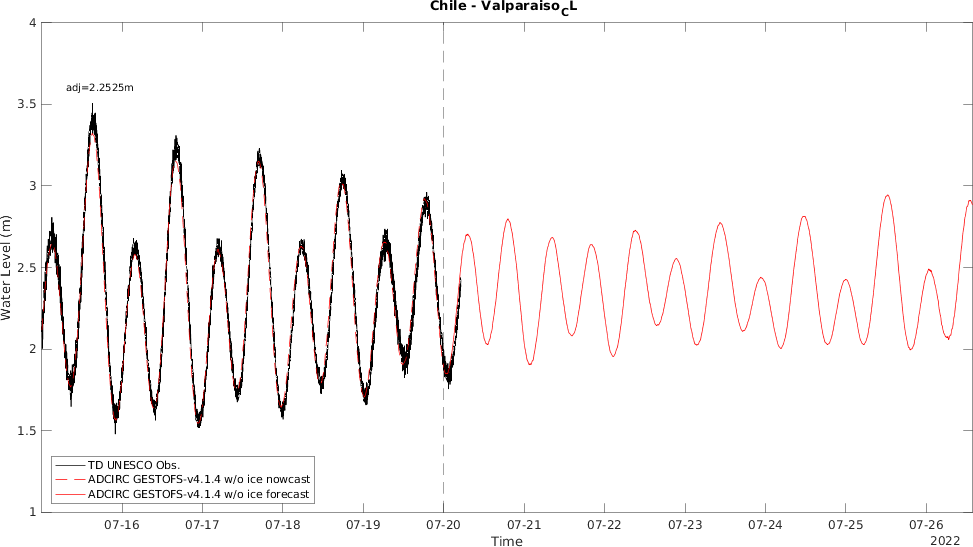 Chile - ValparaisoCL
adj=2.2525m
4
3.5
3
2.5
2
1.5
1
Water Level (m)
TD UNESCO Obs.
ADCIRC GESTOFS-v4.1.4 w/o ice nowcast
ADCIRC GESTOFS-v4.1.4 w/o ice forecast
07-16 07-17 07-18 07-19 07-20 07-21 07-22 07-23 07-24 07-25 07-26
Time
2022